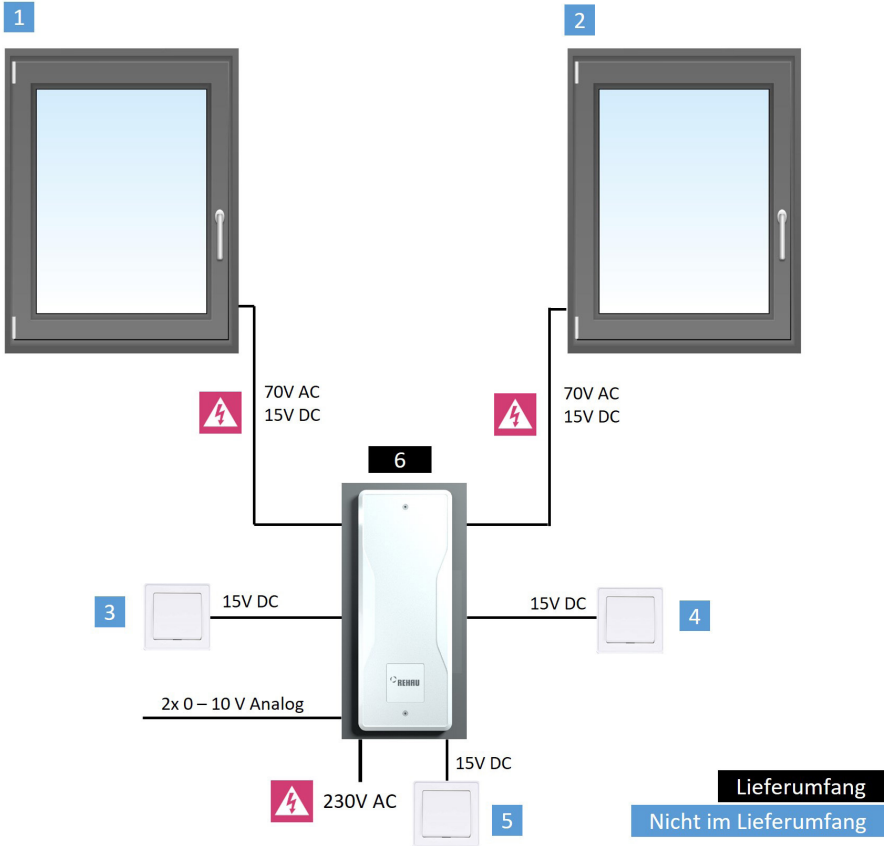 1
2
70V AC
15V DC
70V AC
15V DC
6
3
15V DC
15V DC
4
REHAU
2x 0 – 10 V Analog
15V DC
230V AC
5
Lieferumfang
Nicht im Lieferumfang